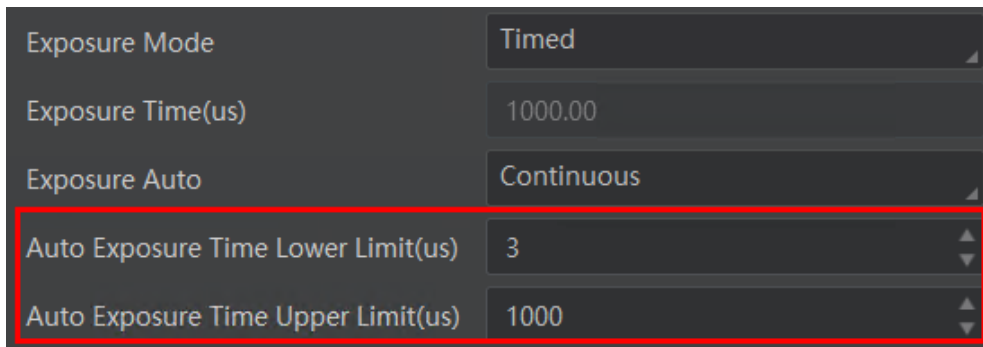 Exposure Mode Timed
Exposure Time(us) 1000.00
Exposure Auto Continuous
Auto Exposure Time Lower Limit(us) 3
Auto Exposure Time Upper Limit(us) 1000